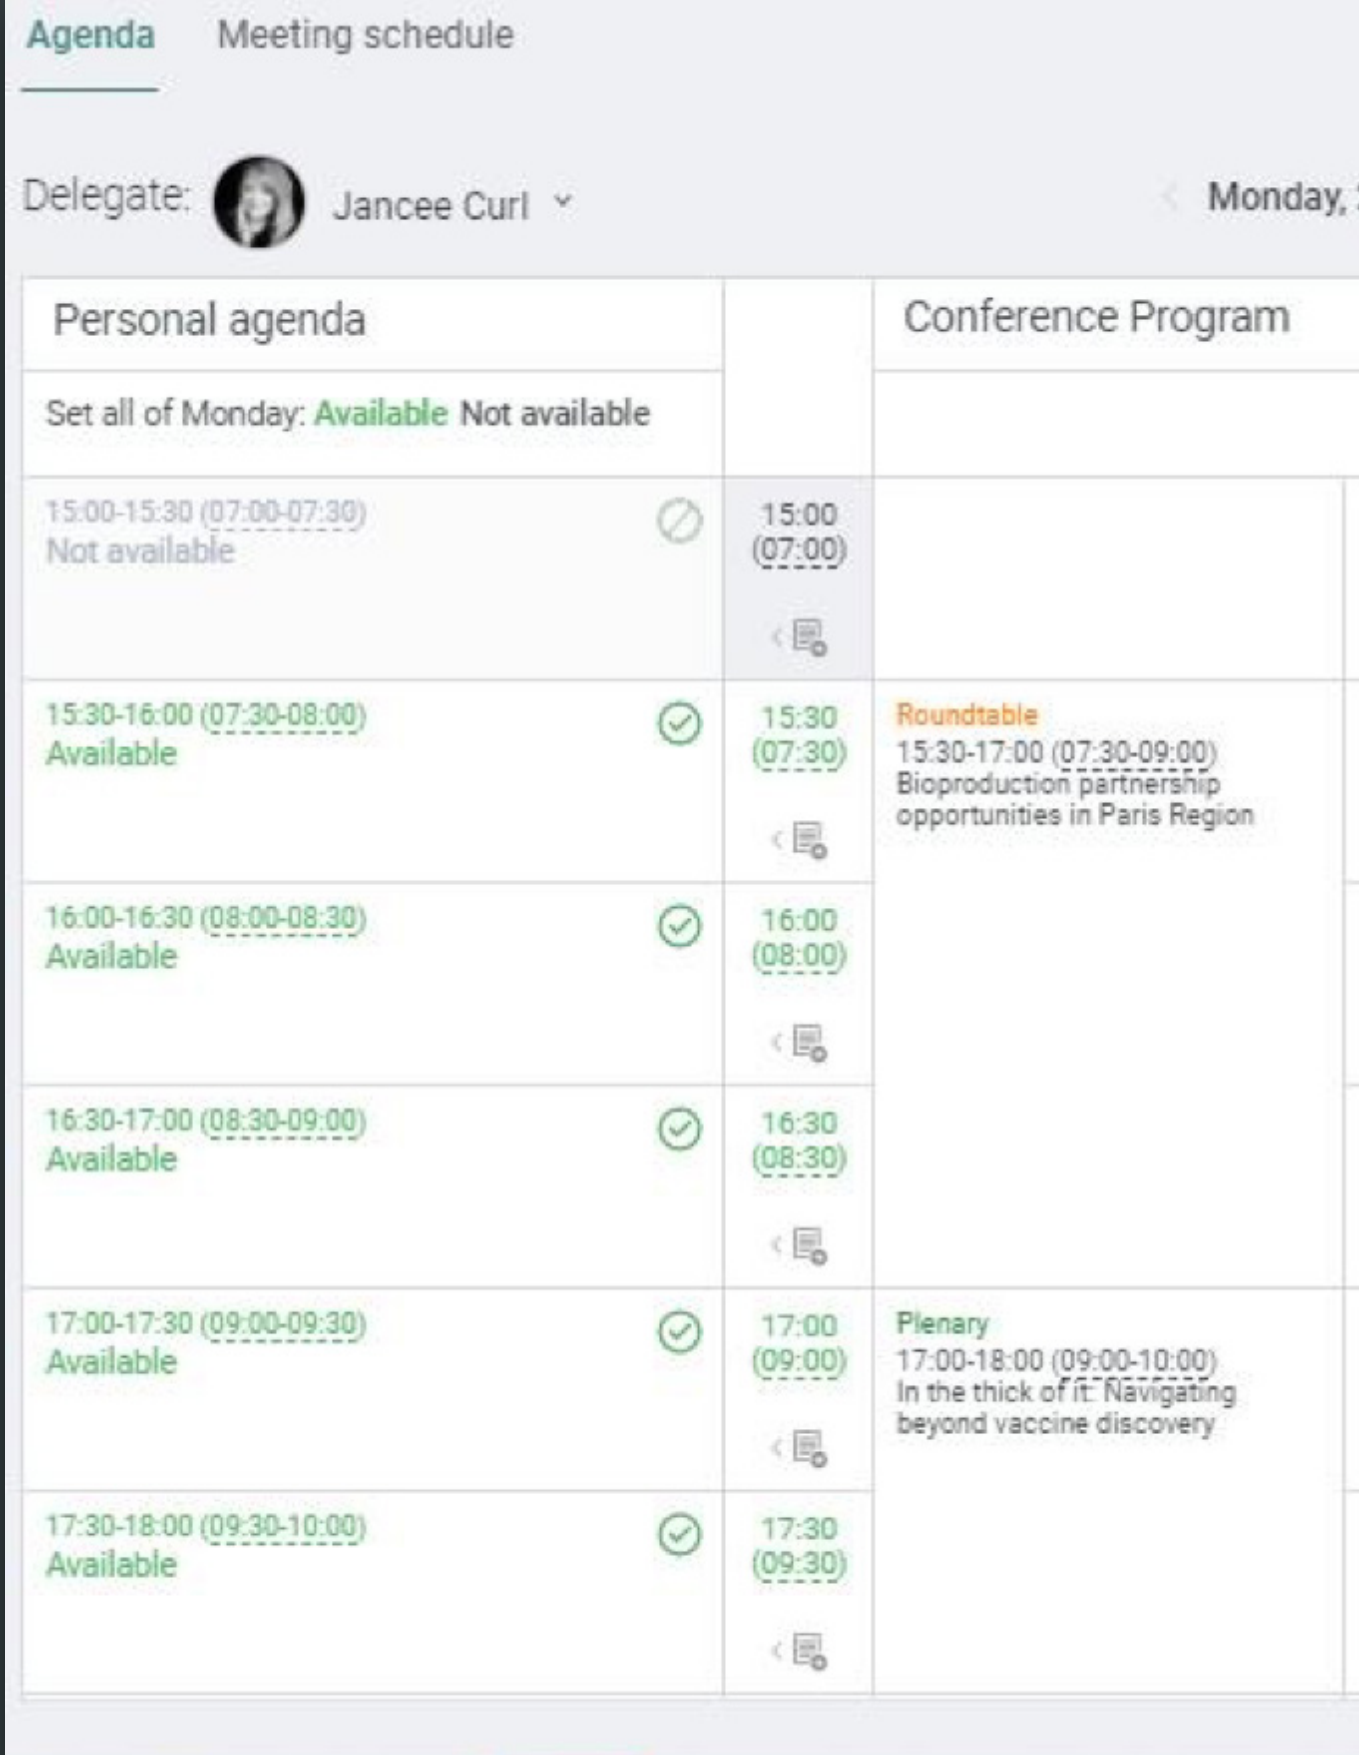 Agenda Meeting schedule
Delegate: Jancee Curl
Monday,
Personal agenda
Conference Program
Set all of Monday: Available Not available
15:00-15:30 (07:00-07:30)
Not available
15:00
(07:00)
15:30-16:00 (07:30-08:00)
Available
15:30
(07:30)
Roundtable
15:30-17:00 (07:30-09:00)
Bioproduction partnership
opportunities in Paris Region
16:00-16:30 (08:00-08:30)
Available
16:00
(08:00)
16:30-17:00 (08:30-09:00)
Available
16:30
(08:30)
17:00-17:30 (09:00-09:30)
Available
17:00
(09:00)
Plenary
17:00-18:00 (09:00-10:00)
In the thick of it: Navigating
beyond vaccine discovery
17:30-18:00 (09:30-10:00)
Available
17:30
(09:30)